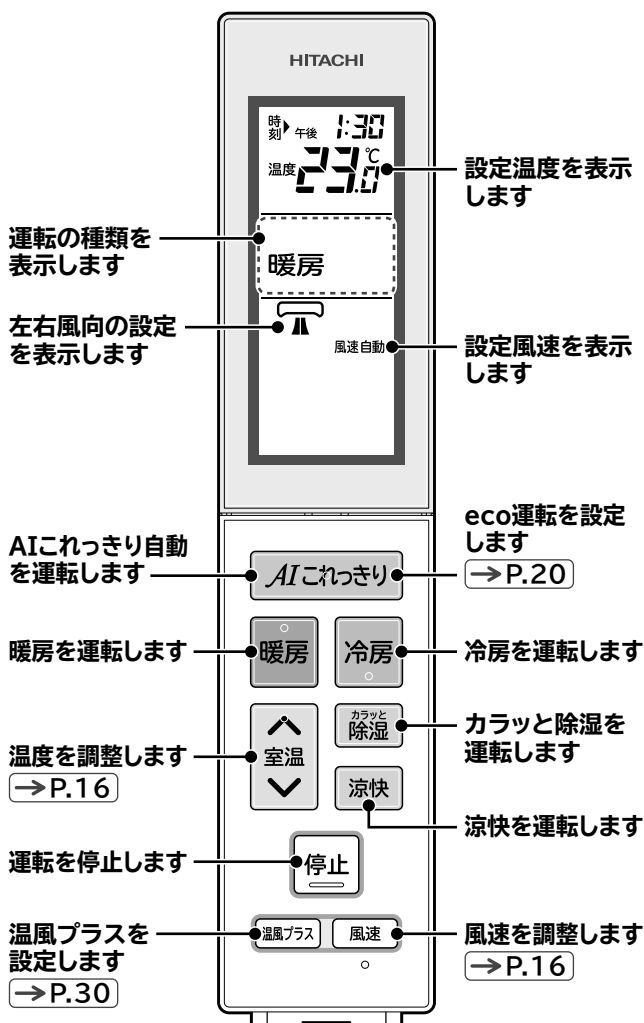 HITACHI
時刻 午後 1:30
温度 23.0℃
設定温度を表示
します
運転の種類を
表示します
暖房
左右風向の設定
を表示します
風速自動
設定風速を表示
します
eco運転を設定
します
→P.20
AIこれっきり自動
を運転します
AIこれっきり
暖房を運転します
暖房
冷房
冷房を運転します
カラッと
除湿
カラッと除湿を
運転します
温度を調整します
→P.16
室温
涼快
涼快を運転します
運転を停止します
停止
温風プラスを
設定します
→P.30
温風プラス
風速
風速を調整します
→P.16